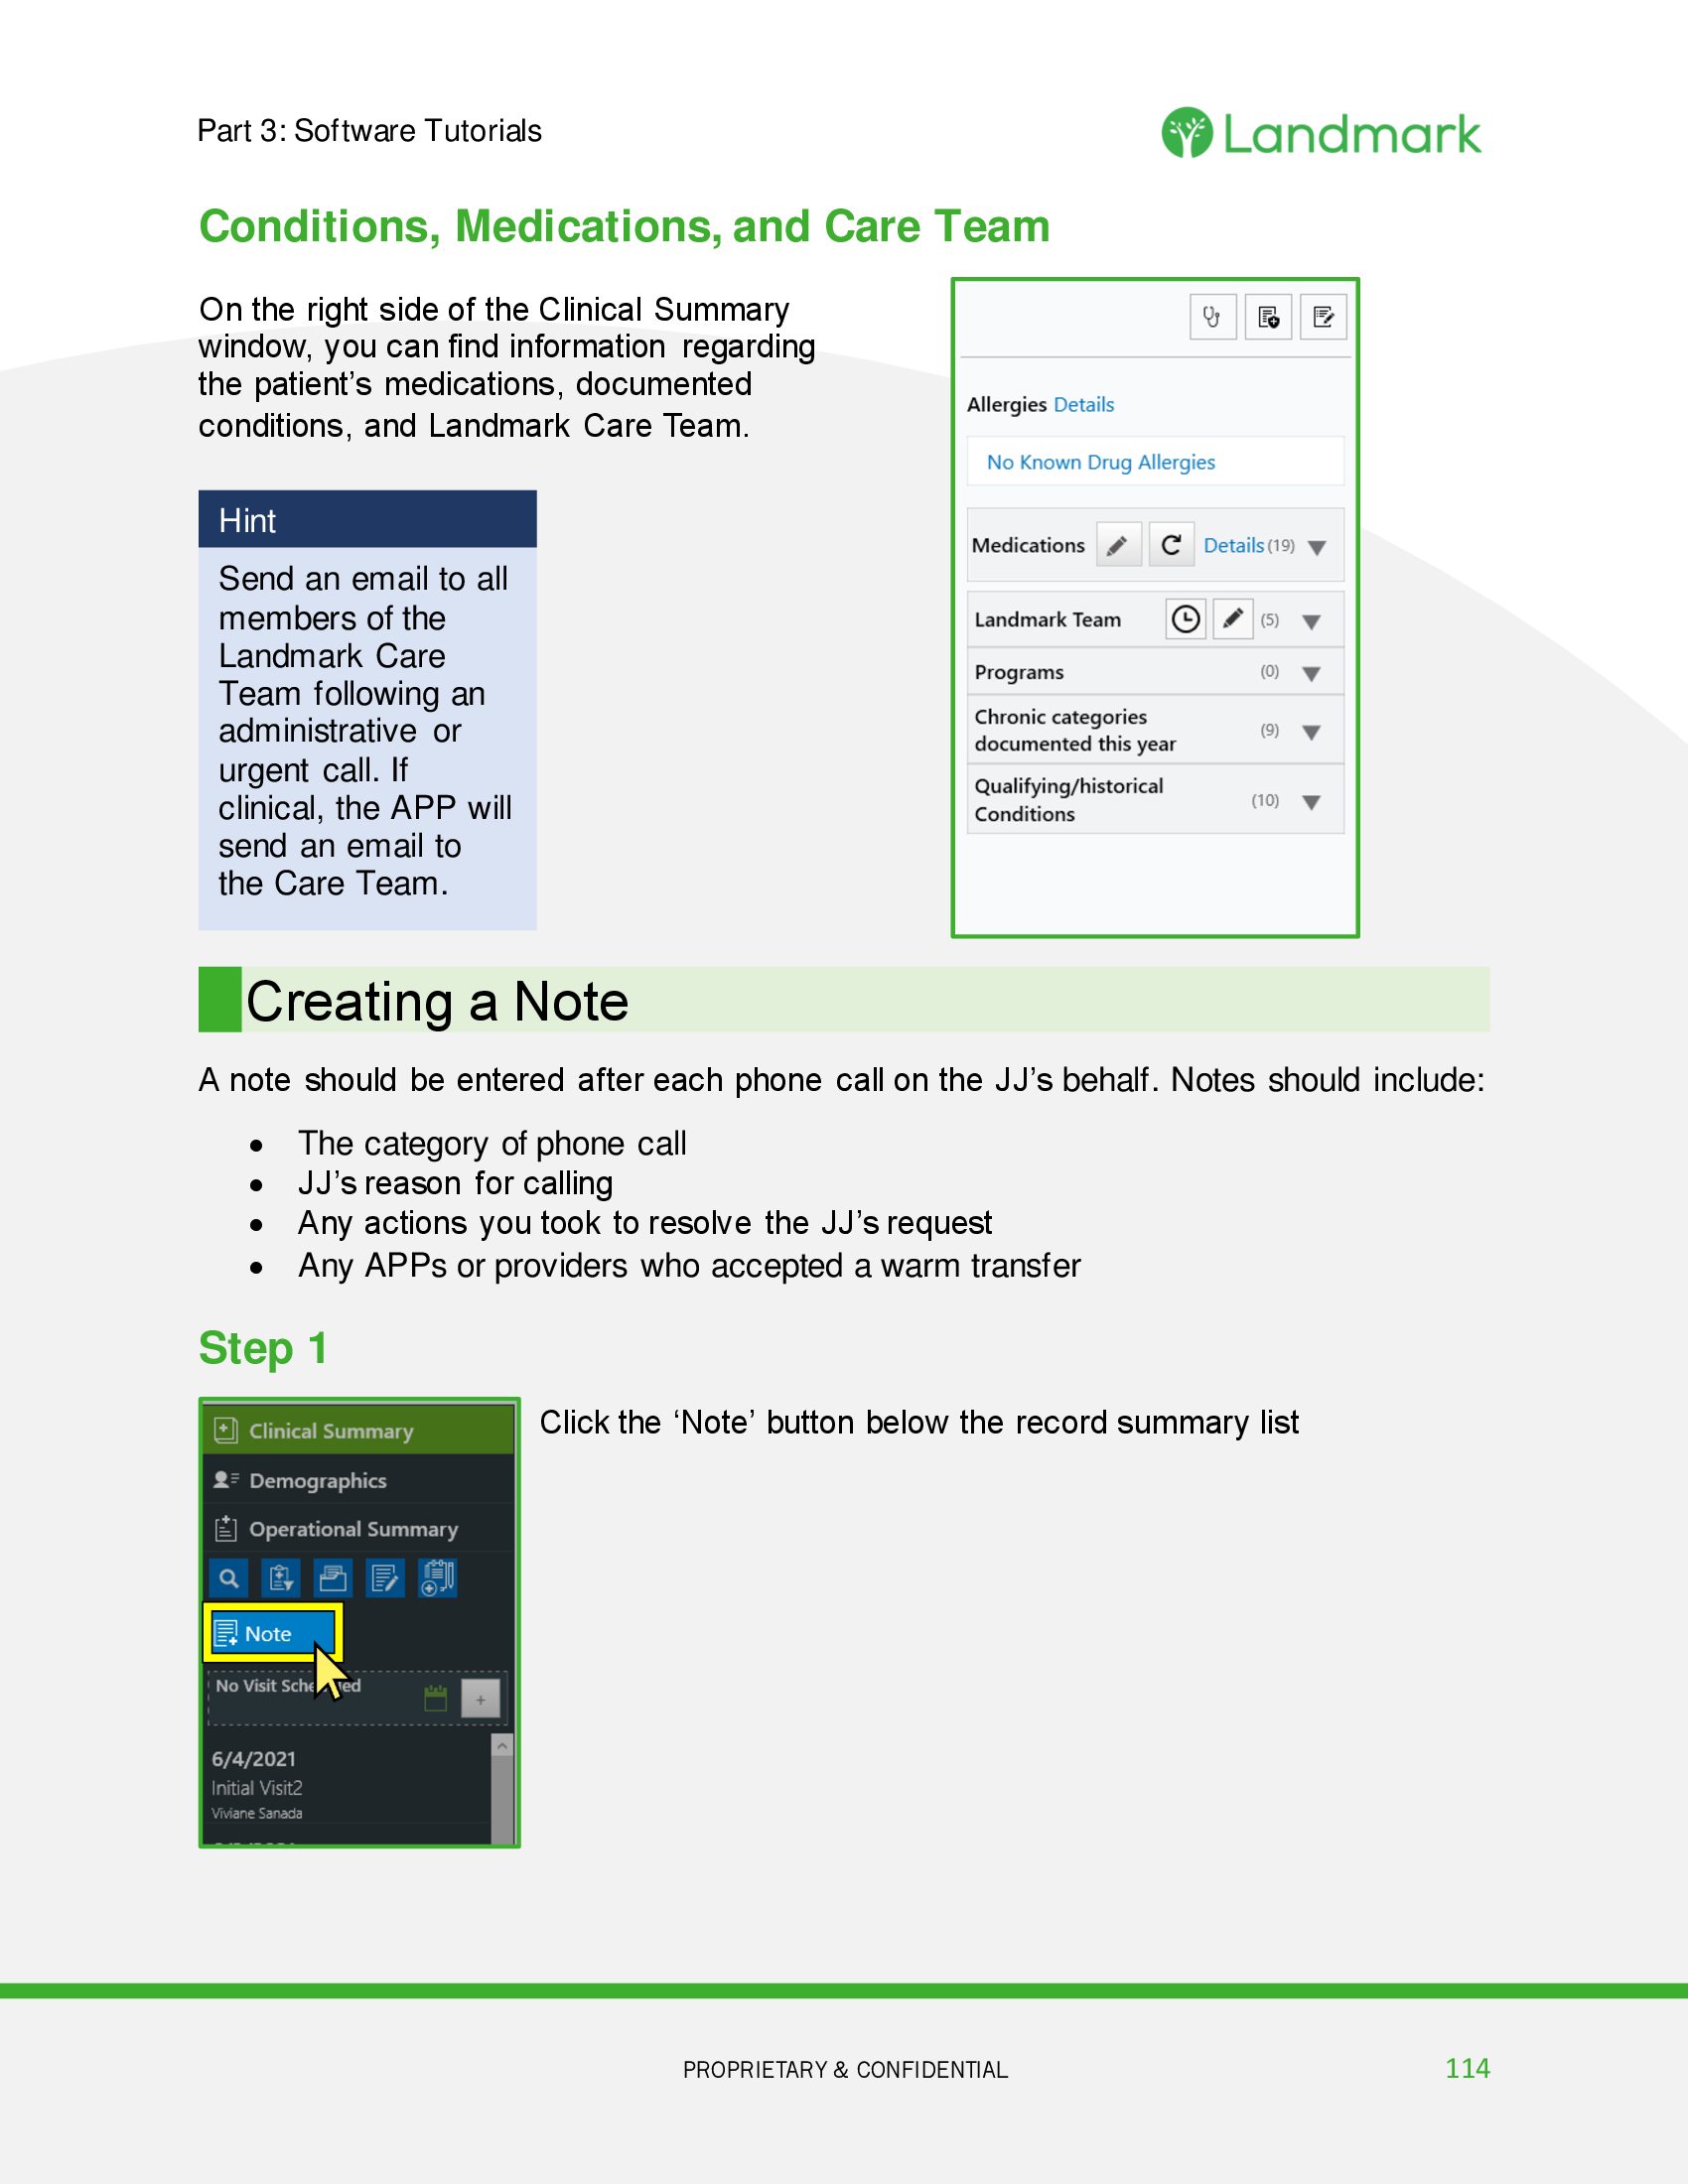 Part 3: Software Tutorials
Landmark
Conditions, Medications, and Care Team
On the right side of the Clinical Summary
window, you can find information regarding
the patient's medications, documented
conditions, and Landmark Care Team.
Hint
Send an email to all
members of the
Landmark Care
Team following an
administrative or
urgent call. If
clinical, the APP will
send an email to
the Care Team.
Allergies Details
No Known Drug Allergies
Medications Details (19)
Landmark Team (5)
Programs (0)
Chronic categories
documented this year (9)
Qualifying/historical
Conditions (10)
Creating a Note
A note should be entered after each phone call on the JJ's behalf. Notes should include:
• The category of phone call
• JJ's reason for calling
• Any actions you took to resolve the JJ's request
• Any APPs or providers who accepted a warm transfer
Step 1
Click the ‘Note’ button below the record summary list
Clinical Summary
Demographics
Operational Summary
Note
No Visit
6/4/2021
Initial Visit2
Viviane Sanada
PROPRIETARY & CONFIDENTIAL
114